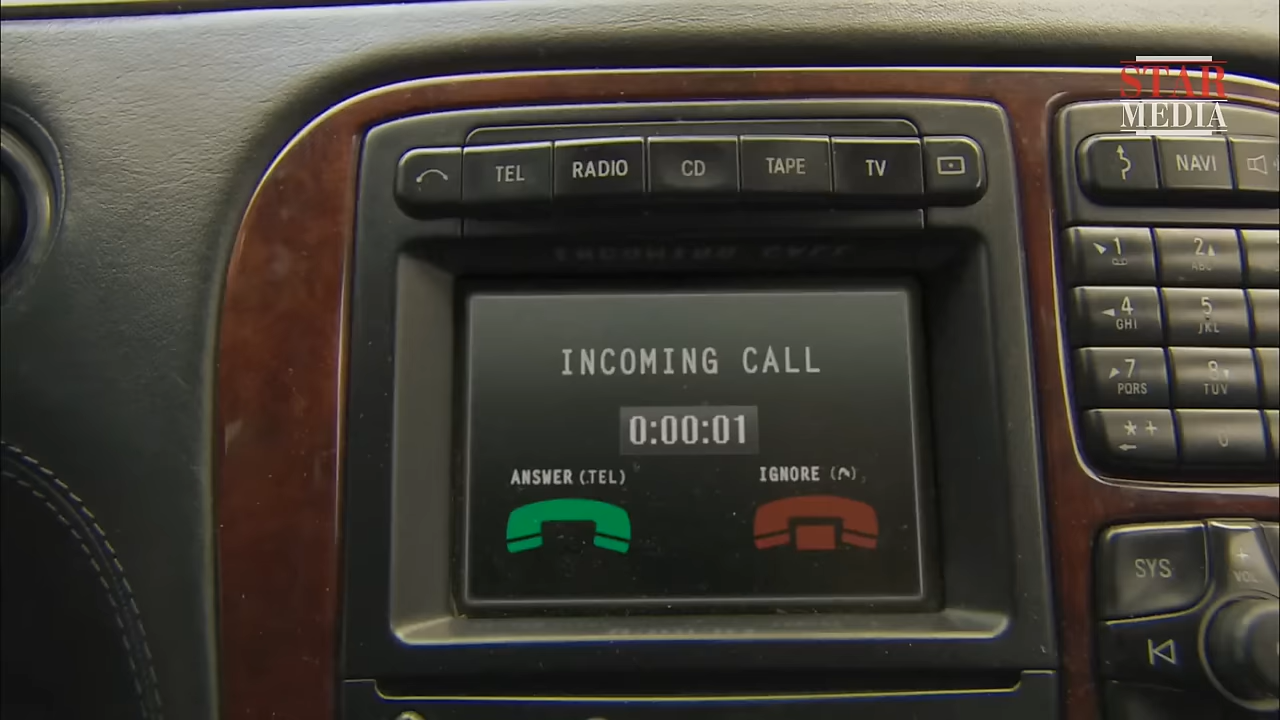 STAR
MEDIA
TEL
RADIO
CD
TAPE
TV
NAVI
1
2
ABC
4
GHI
5
JKL
7
PQRS
8
TUV
* +
0
INCOMING CALL
0:00:01
ANSWER (TEL)
IGNORE
SYS
+
VOL